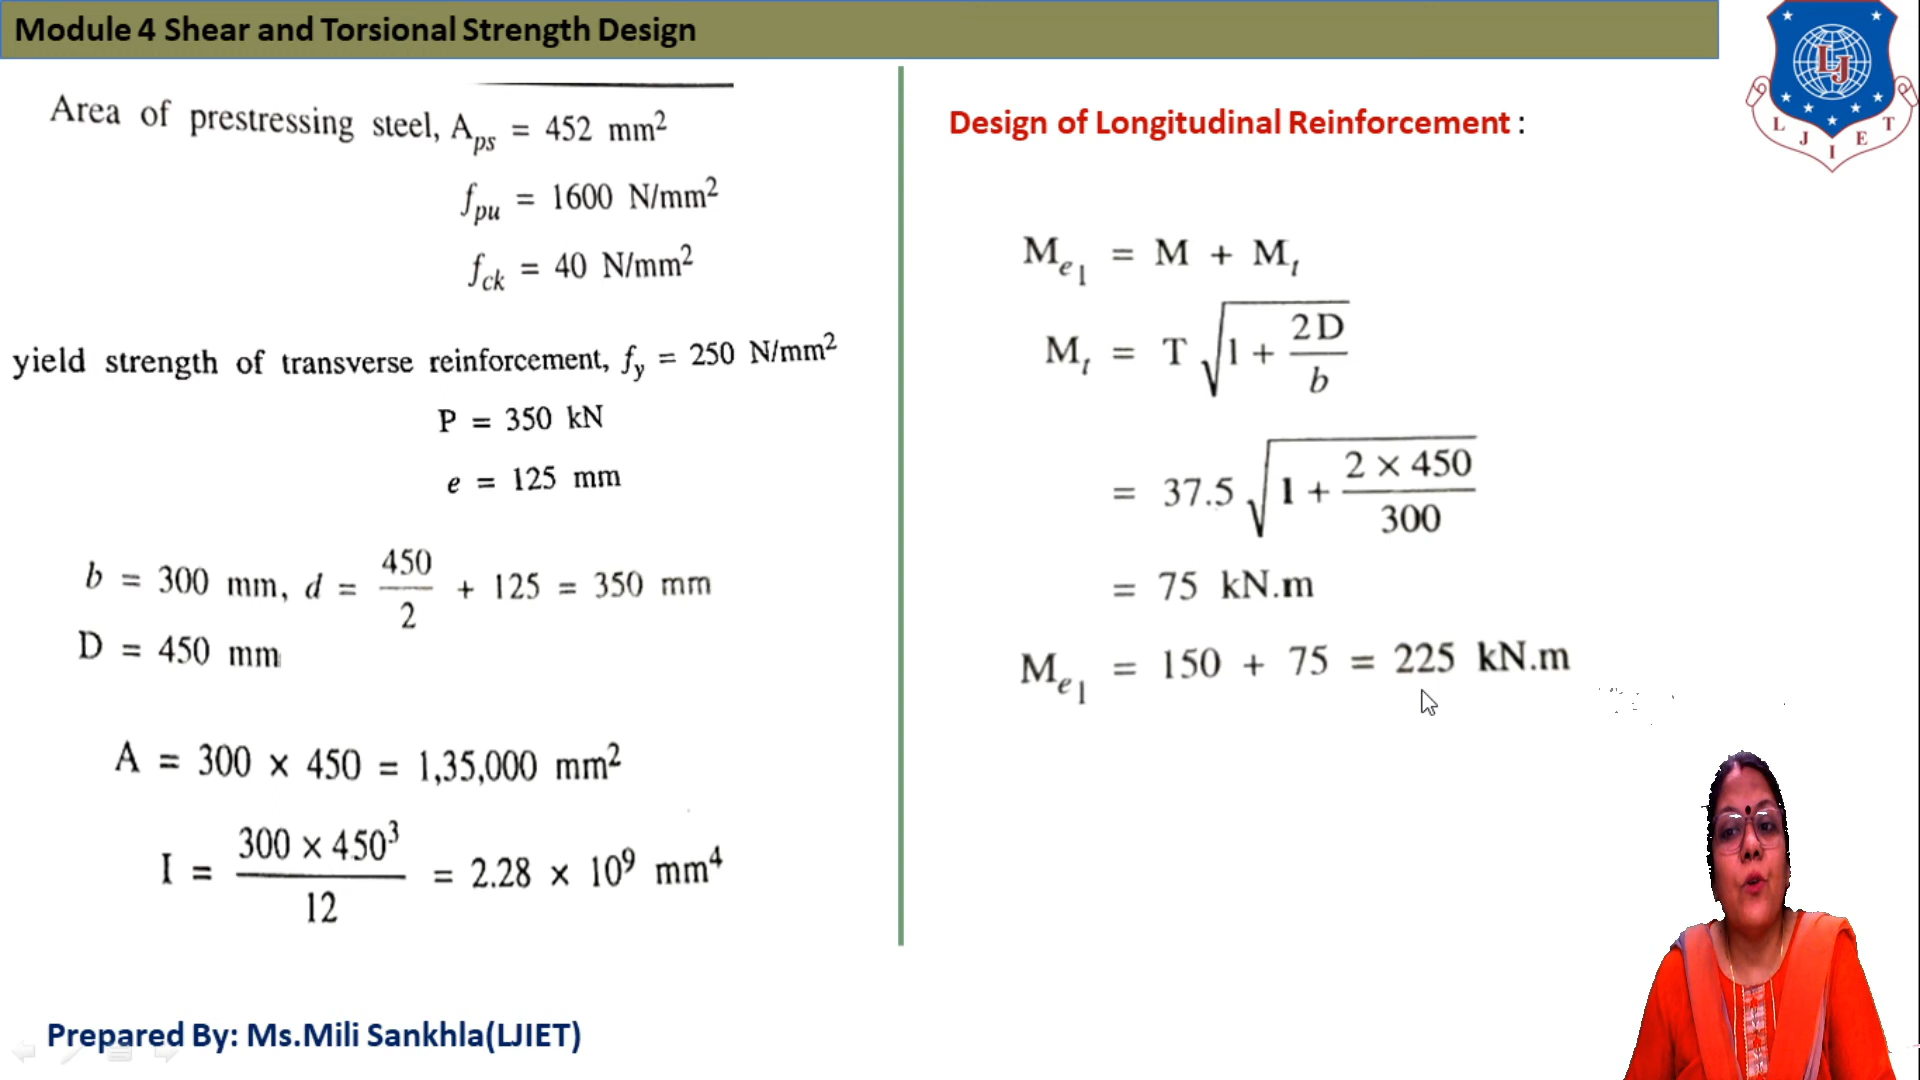 Module 4 Shear and Torsional Strength Design
L J I E T
LJ
Area of prestressing steel, A_ps = 452 mm²
f_pu = 1600 N/mm²
f_ck = 40 N/mm²
yield strength of transverse reinforcement, f_y = 250 N/mm²
P = 350 kN
e = 125 mm
b = 300 mm, d = 450/2 + 125 = 350 mm
D = 450 mm
A = 300 × 450 = 1,35,000 mm²
I = 300 × 450³/12 = 2.28 × 10⁹ mm⁴
Design of Longitudinal Reinforcement :
M_e1 = M + M_t
M_t = T √(1 + 2D/b)
= 37.5 √(1 + 2 × 450/300)
= 75 kN.m
M_e1 = 150 + 75 = 225 kN.m
Prepared By: Ms.Mili Sankhla(LJIET)